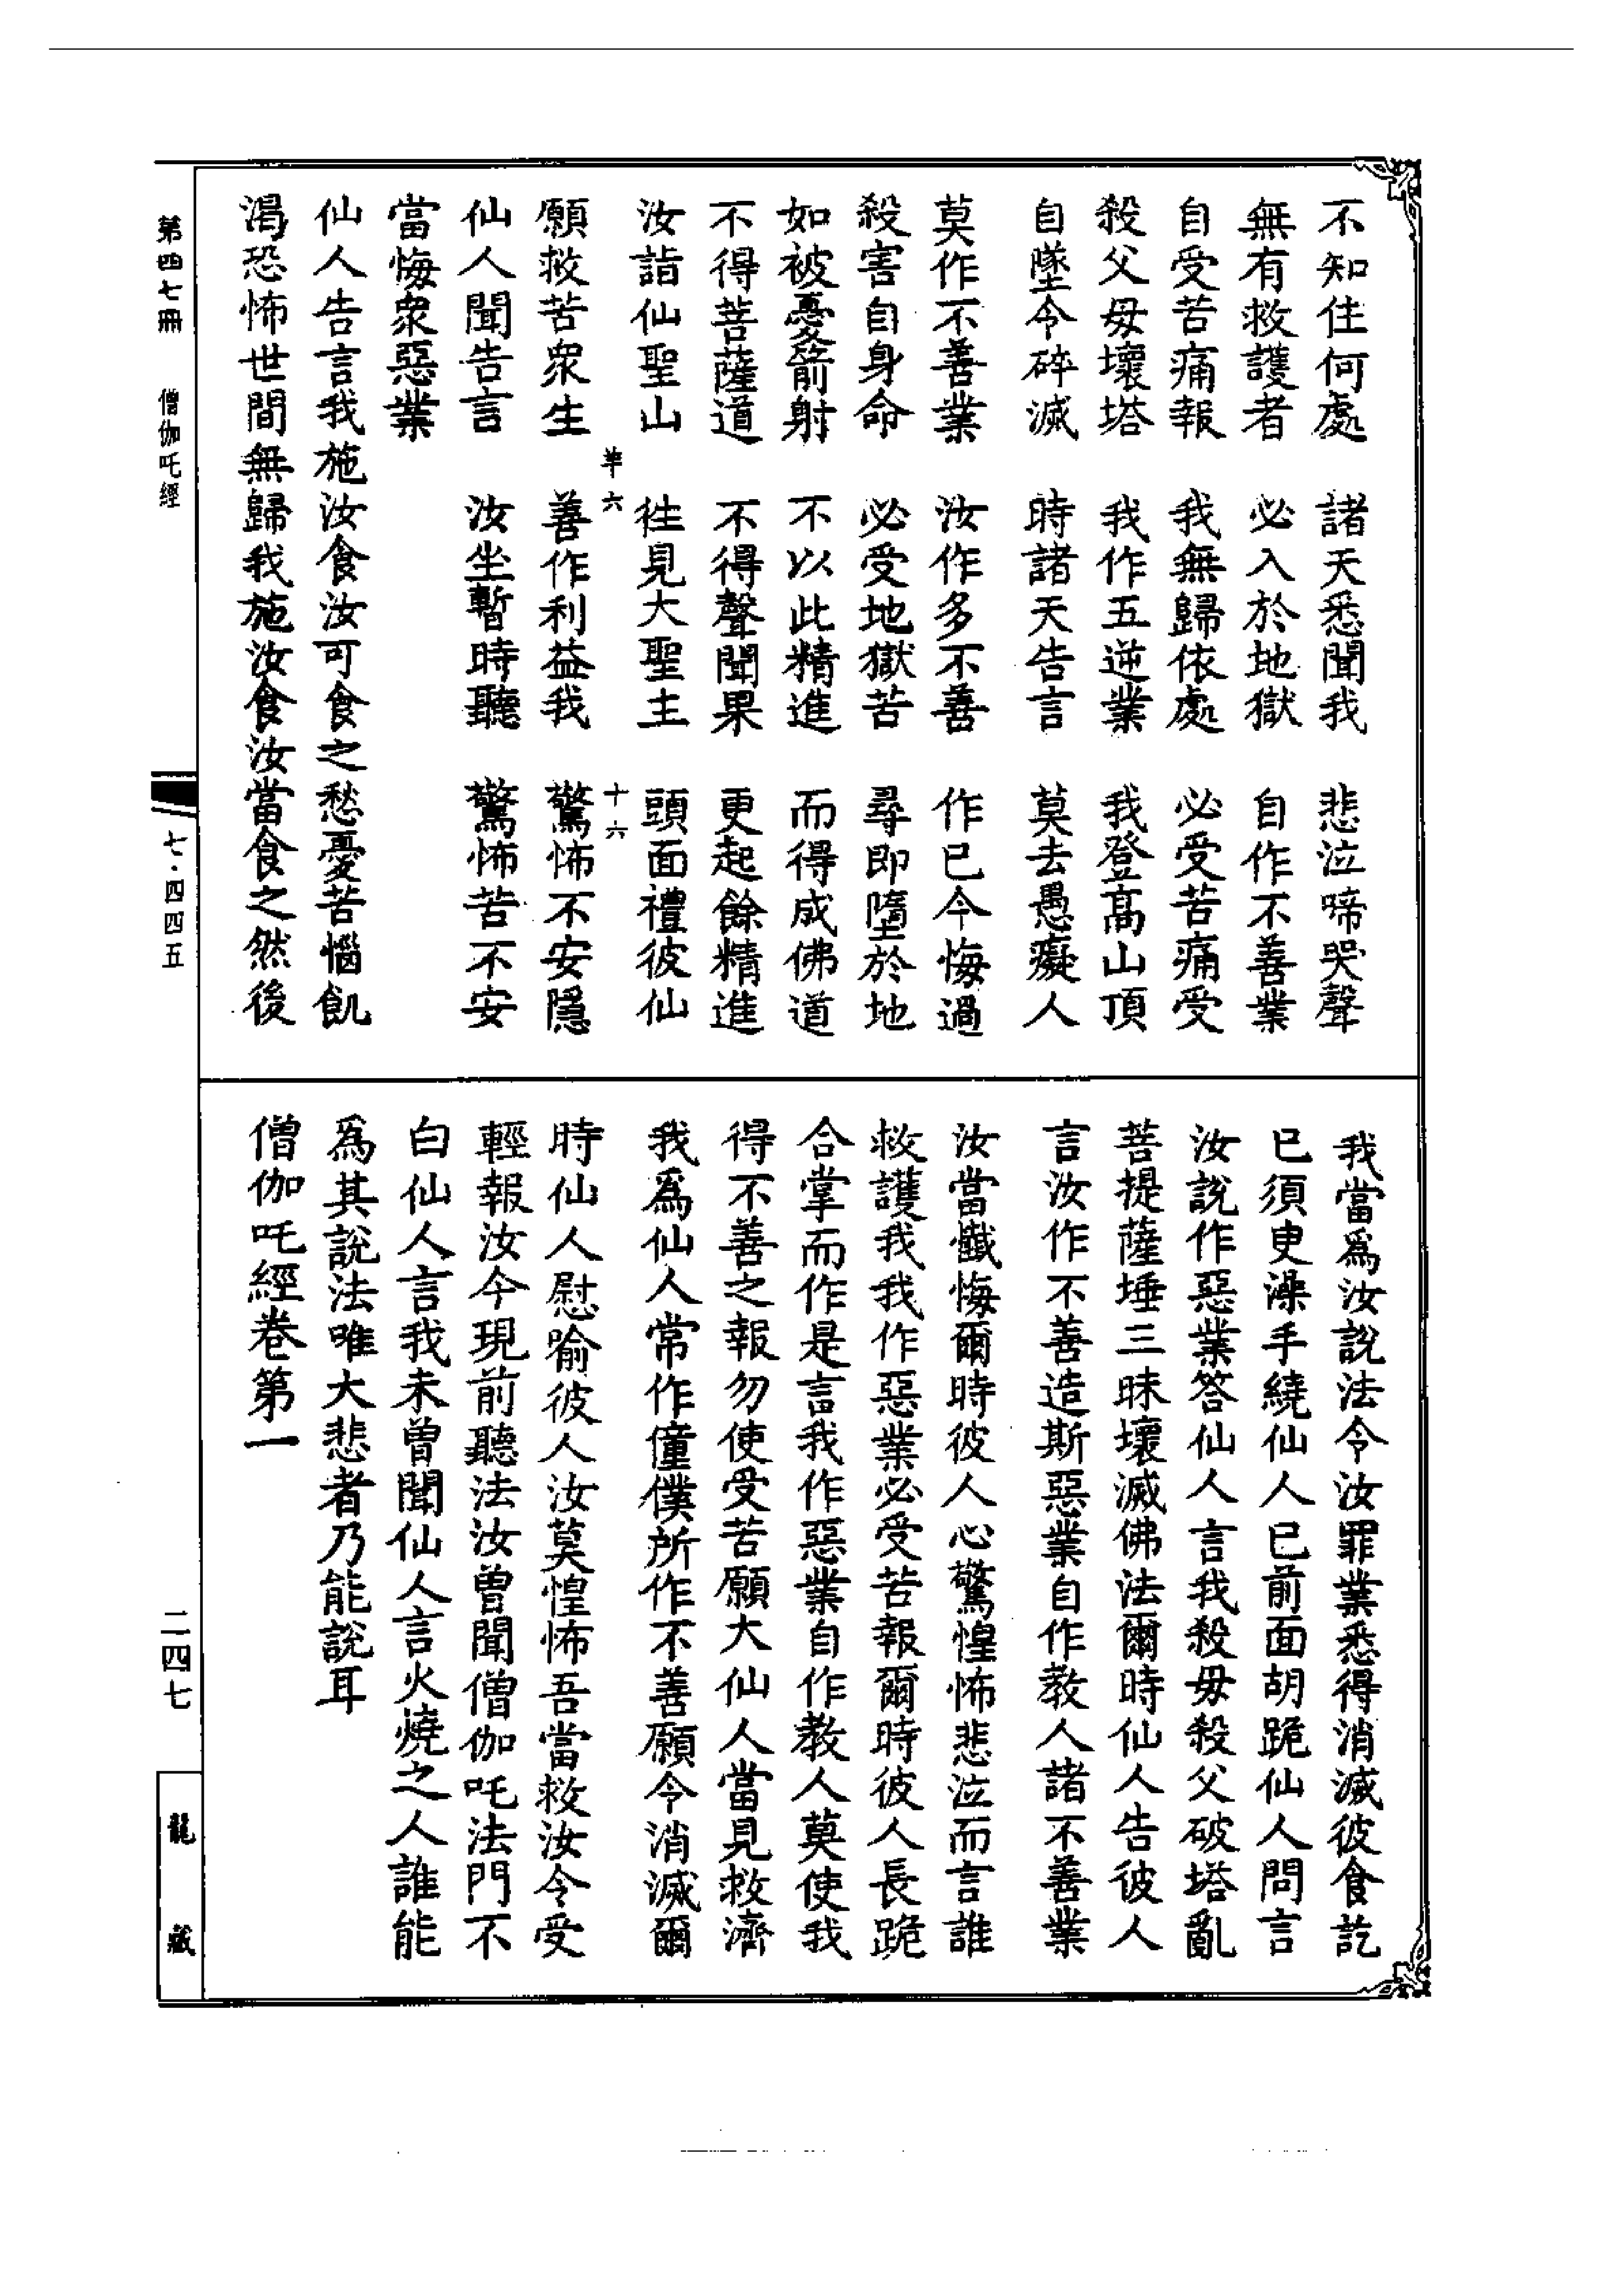 不知住何處　諸天悉聞我　悲泣啼哭聲
無有救護者　必入於地獄　自作不善業
自受苦痛報　我無歸依處　必受苦痛受
殺父毋壞塔　我作五逆業　我登高山頂
自墜令碎滅　時諸天告言　莫去愚癡人
莫作不善業　汝作多不善　作已今悔過
殺害自身命　必受地獄苦　尋即墮於地
如被憂箭射　不以此精進　而得成佛道
不得菩薩道　不得聲聞果　更起餘精進
汝詣仙聖山　往見大聖主　頭面禮彼仙
華六　十六
願救苦衆生　善作利益我　驚怖不安隱
仙人聞告言　汝坐暫時聽　驚怖苦不安
當悔衆惡業
仙人告言我施汝食汝可食之愁憂苦惱飢
渴恐怖世間無歸我施汝食汝當食之然後
我當爲汝說法令汝罪業悉得消滅彼食訖
已須臾澡手繞仙人已前面胡跪仙人問言
汝說作惡業答仙人言我殺毋殺父破塔亂
菩提薩埵三昧壞滅佛法爾時仙人告彼人
言汝作不善造斯惡業自作教人諸不善業
汝當懺悔爾時彼人心驚惶怖悲泣而言誰
救護我我作惡業必受苦報爾時彼人長跪
合掌而作是言我作惡業自作教人莫使我
得不善之報勿使受苦願大仙人當見救濟
我爲仙人常作僮僕所作不善願令消滅爾
時仙人慰喻彼人汝莫惶怖吾當救汝令受
輕報汝今現前聽法汝曾聞僧伽吒法門不
白仙人言我未曾聞仙人言火燒之人誰能
爲其說法唯大悲者乃能說耳
僧伽吒經卷第一
第四七冊　僧伽吒經
七·四四五
二四七
龍藏